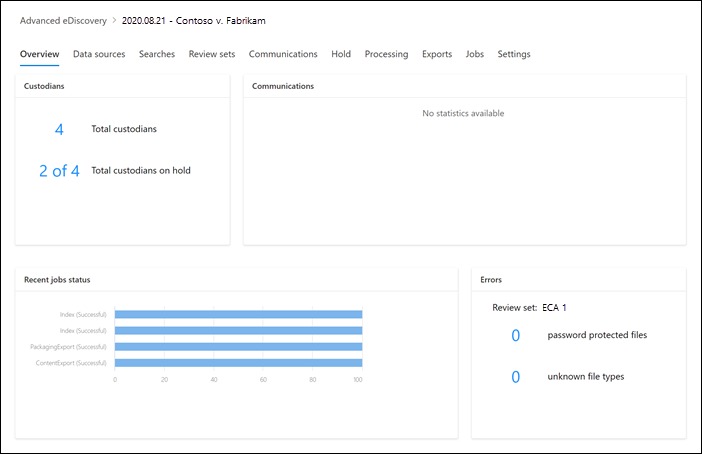 Advanced eDiscovery > 2020.08.21 - Contoso v. Fabrikam
Overview Data sources Searches Review sets Communications Hold Processing Exports Jobs Settings
Custodians
4 Total custodians
2 of 4 Total custodians on hold
Communications
No statistics available
Recent jobs status
Index (Successful)
Index (Successful)
PackagingExport (Successful)
ContentExport (Successful)
0 20 40 60 80 100
Errors
Review set: ECA 1
0 password protected files
0 unknown file types